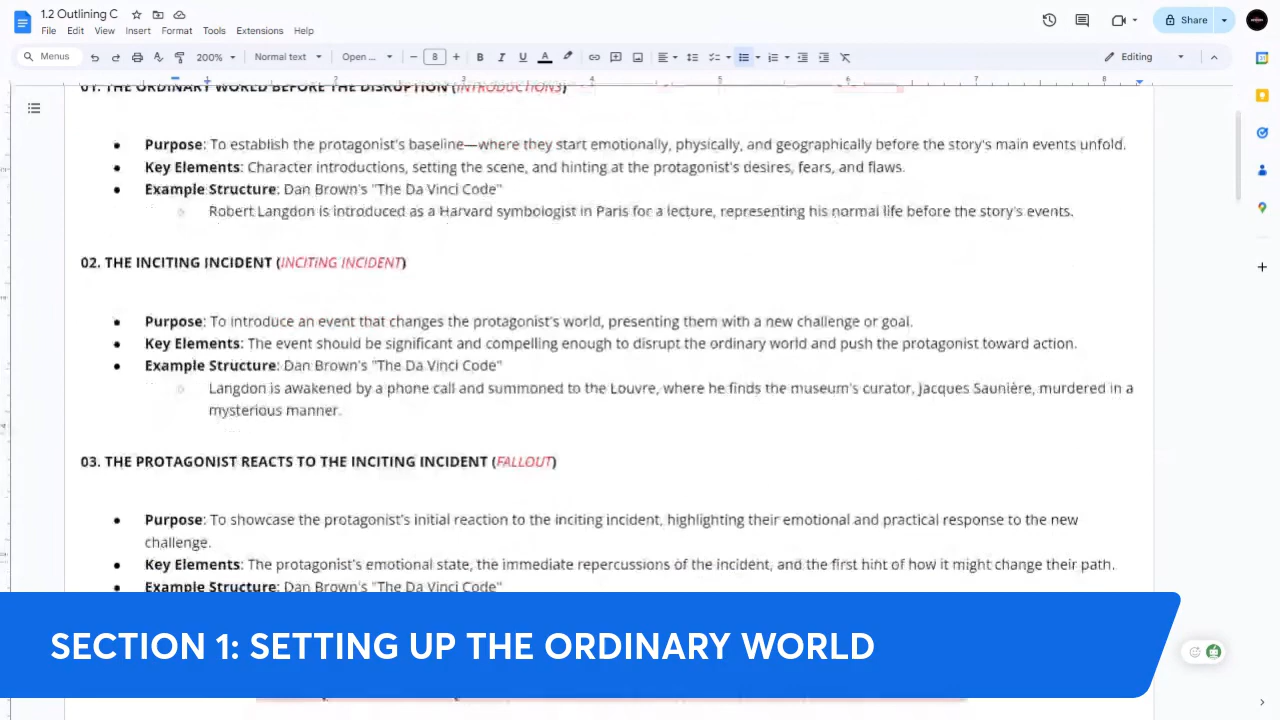 1.2 Outlining C
File Edit View Insert Format Tools Extensions Help
Share
Menus
200%
Normal text
Open ...
8
Editing
2 3 4 5 6 7 8
01. THE ORDINARY WORLD BEFORE THE DISRUPTION (INTRODUCTIONS)
● Purpose: To establish the protagonist's baseline—where they start emotionally, physically, and geographically before the story's main events unfold.
● Key Elements: Character introductions, setting the scene, and hinting at the protagonist's desires, fears, and flaws.
● Example Structure: Dan Brown's "The Da Vinci Code"
○ Robert Langdon is introduced as a Harvard symbologist in Paris for a lecture, representing his normal life before the story's events.
02. THE INCITING INCIDENT (INCITING INCIDENT)
● Purpose: To introduce an event that changes the protagonist's world, presenting them with a new challenge or goal.
● Key Elements: The event should be significant and compelling enough to disrupt the ordinary world and push the protagonist toward action.
● Example Structure: Dan Brown's "The Da Vinci Code"
○ Langdon is awakened by a phone call and summoned to the Louvre, where he finds the museum's curator, Jacques Saunière, murdered in a
mysterious manner.
03. THE PROTAGONIST REACTS TO THE INCITING INCIDENT (FALLOUT)
● Purpose: To showcase the protagonist's initial reaction to the inciting incident, highlighting their emotional and practical response to the new
challenge.
● Key Elements: The protagonist's emotional state, the immediate repercussions of the incident, and the first hint of how it might change their path.
● Example Structure: Dan Brown's "The Da Vinci Code"
SECTION 1: SETTING UP THE ORDINARY WORLD